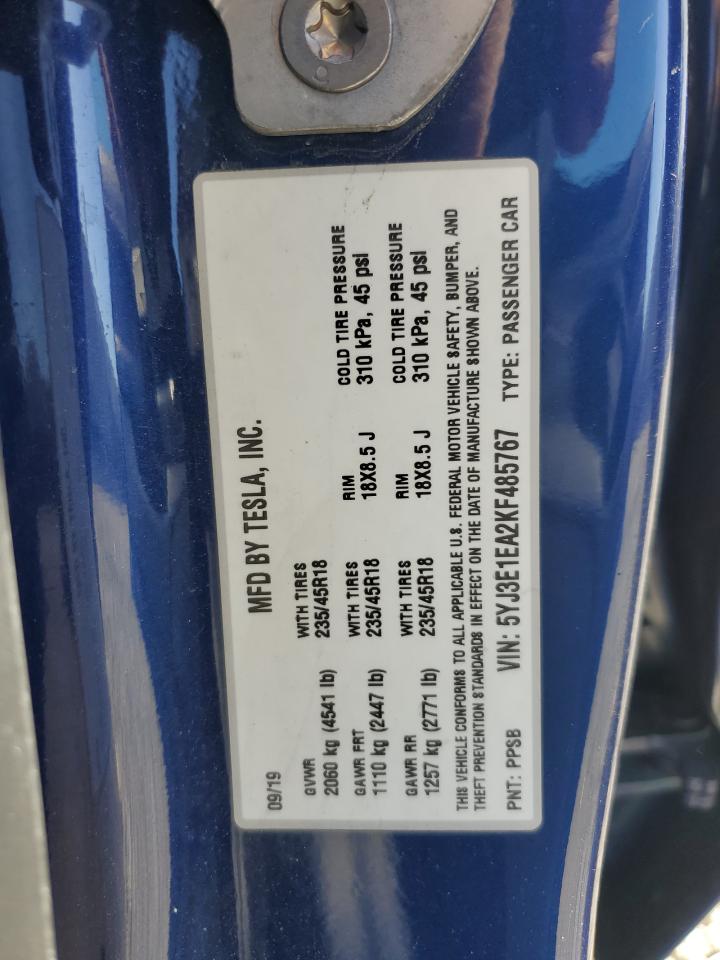 MFD BY TESLA, INC.
09/19
GVWR WITH TIRES
2060 kg (4541 lb) 235/45R18
GAWR FRT WITH TIRES RIM COLD TIRE PRESSURE
1110 kg (2447 lb) 235/45R18 18X8.5 J 310 kPa, 45 psi
GAWR RR WITH TIRES RIM COLD TIRE PRESSURE
1257 kg (2771 lb) 235/45R18 18X8.5 J 310 kPa, 45 psi
THIS VEHICLE CONFORMS TO ALL APPLICABLE U.S. FEDERAL MOTOR VEHICLE SAFETY, BUMPER, AND
THEFT PREVENTION STANDARDS IN EFFECT ON THE DATE OF MANUFACTURE SHOWN ABOVE.
PNT: PPSB VIN: 5YJ3E1EA2KF485767 TYPE: PASSENGER CAR